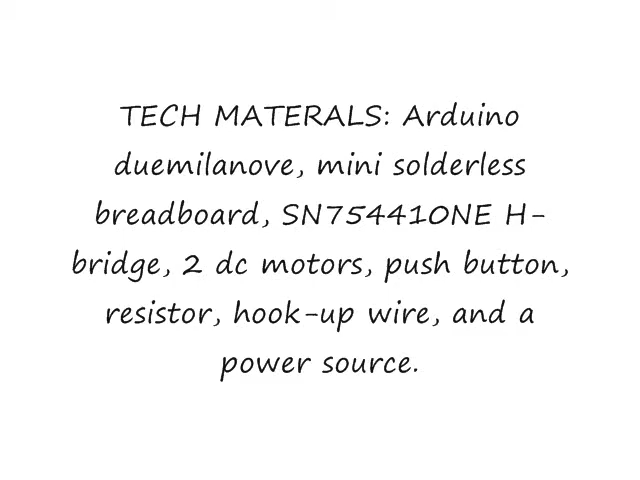 TECH MATERALS: Arduino
duemilanove, mini solderless
breadboard, SN754410NE H-
bridge, 2 dc motors, push button,
resistor, hook-up wire, and a
power source.